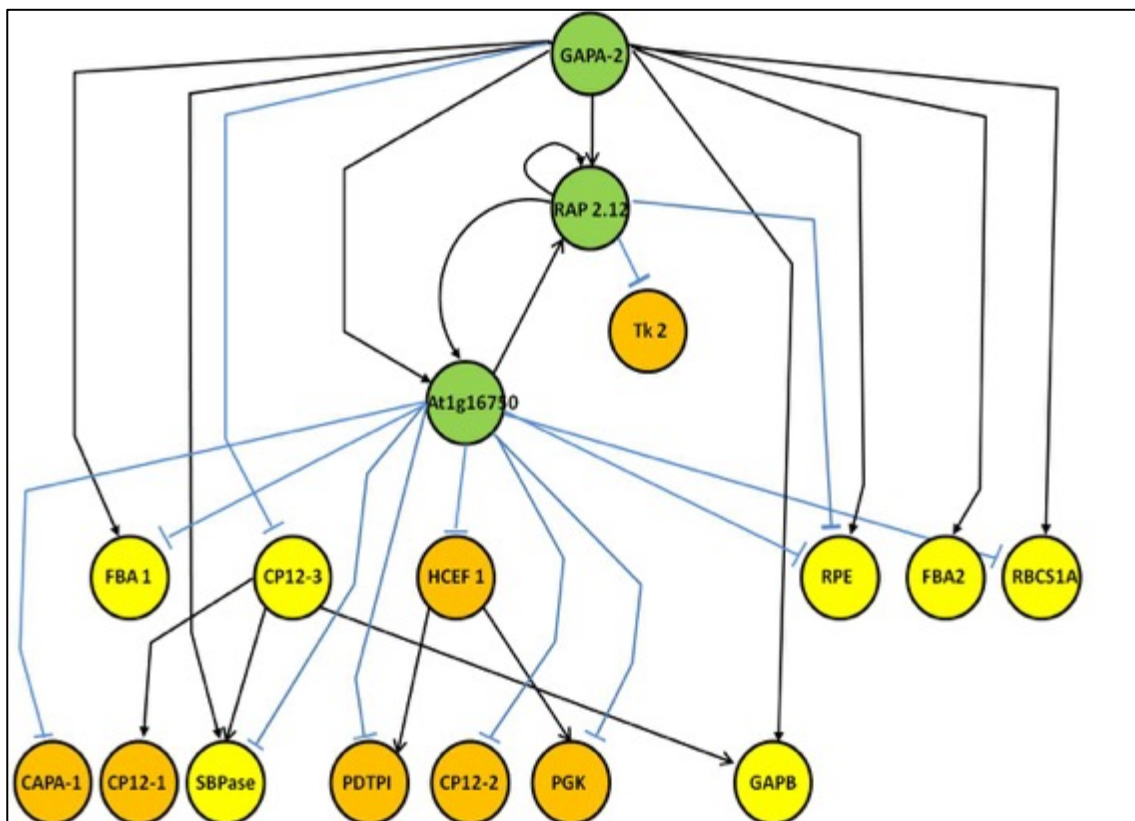 GAPA-2
RAP 2.12
Tk 2
At1g16750
FBA 1
CP12-3
HCEF 1
RPE
FBA2
RBCS1A
CAPA-1
CP12-1
SBPase
PDTPI
CP12-2
PGK
GAPB